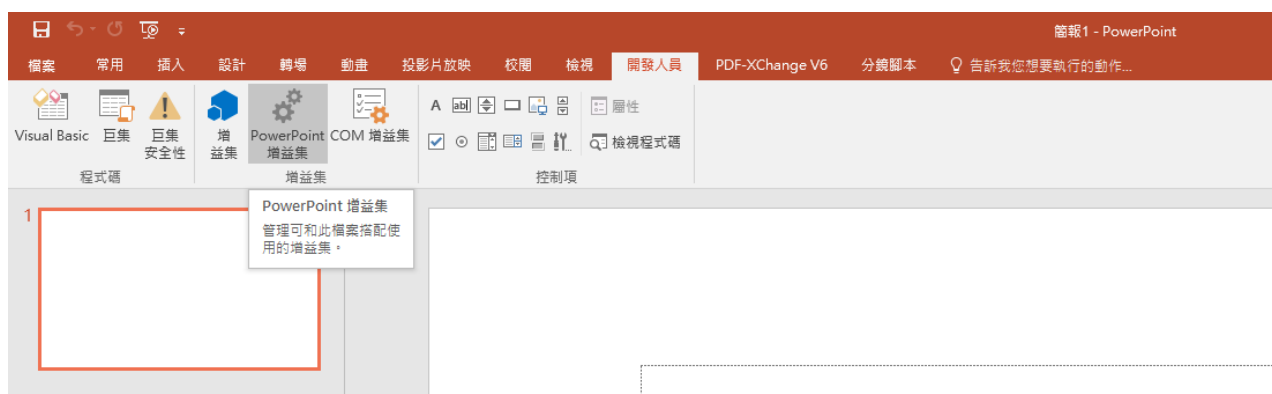 簡報1 - PowerPoint
檔案 常用 插入 設計 轉場 動畫 投影片放映 校閱 檢視 開發人員 PDF-XChange V6 分鏡腳本 告訴我您想要執行的動作...
Visual Basic 巨集 巨集 增 PowerPoint COM 增益集 A ab| 屬性
安全性 益集 增益集 檢視程式碼
程式碼 增益集 控制項
1
PowerPoint 增益集
管理可和此檔案搭配使
用的增益集。